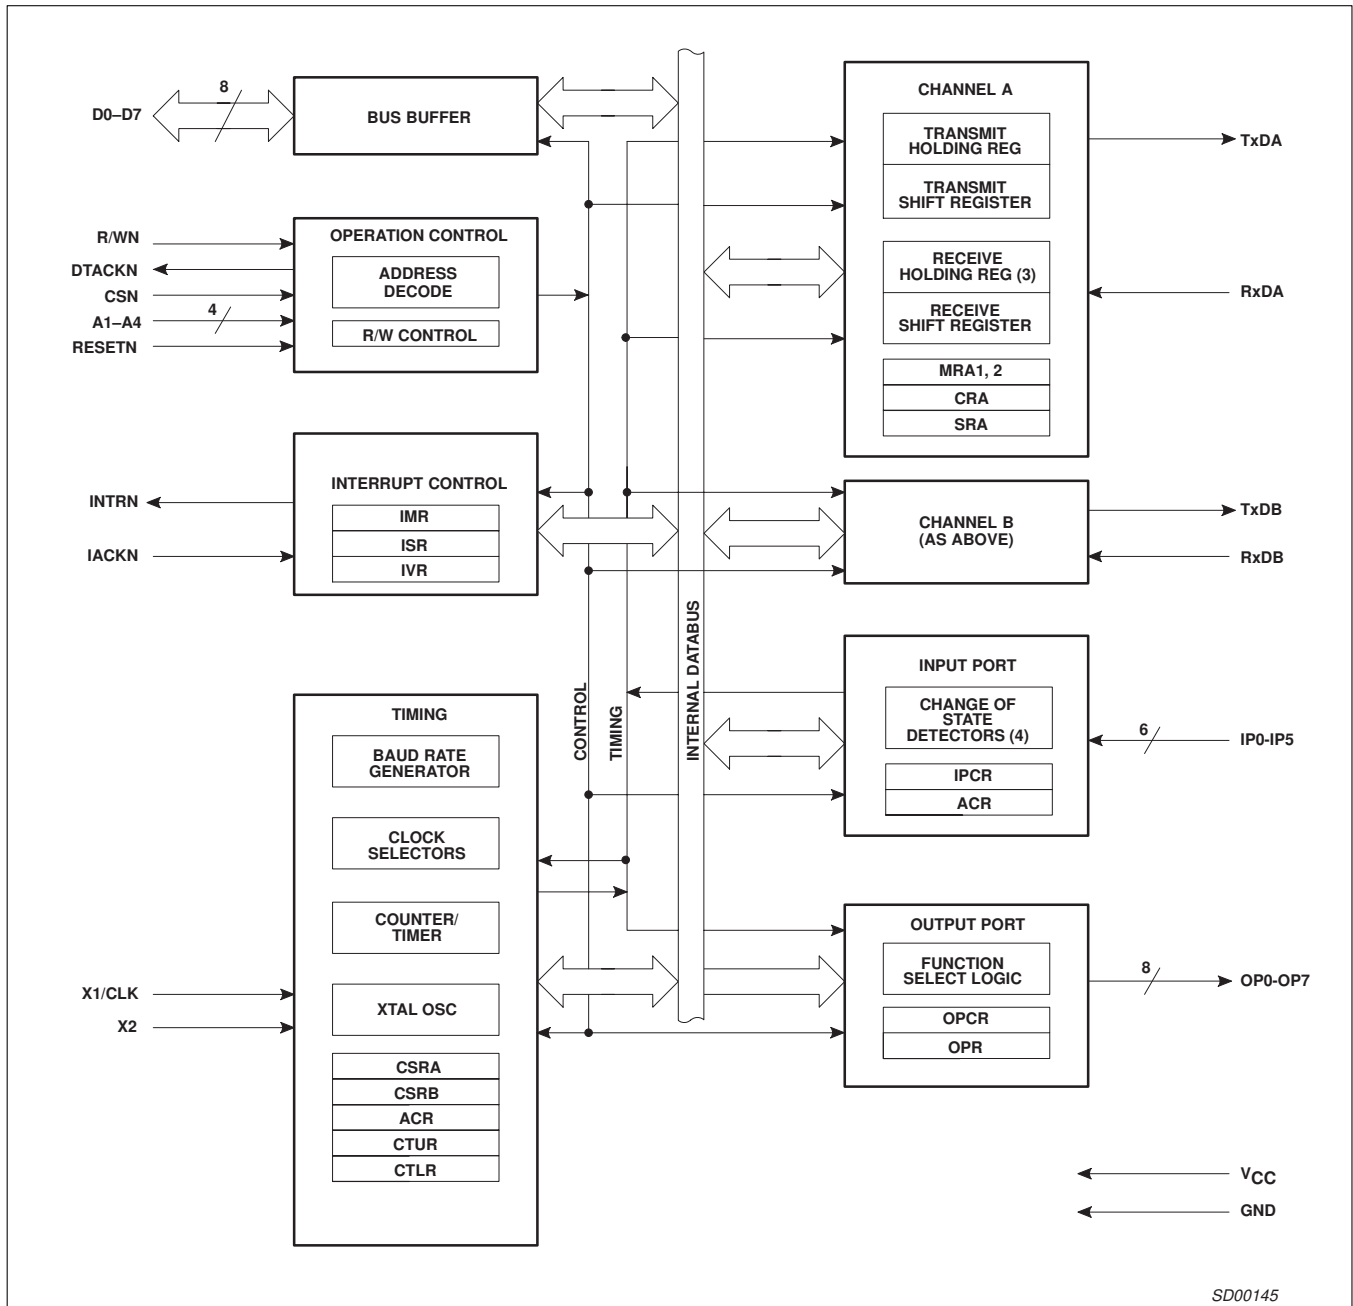 8
D0–D7
BUS BUFFER
R/WN
DTACKN
CSN
A1–A4
4
RESETN
OPERATION CONTROL
ADDRESS
DECODE
R/W CONTROL
INTRN
IACKN
INTERRUPT CONTROL
IMR
ISR
IVR
TIMING
BAUD RATE
GENERATOR
CLOCK
SELECTORS
COUNTER/
TIMER
X1/CLK
X2
XTAL OSC
CSRA
CSRB
ACR
CTUR
CTLR
CONTROL
TIMING
INTERNAL DATABUS
CHANNEL A
TRANSMIT
HOLDING REG
TRANSMIT
SHIFT REGISTER
RECEIVE
HOLDING REG (3)
RECEIVE
SHIFT REGISTER
MRA1, 2
CRA
SRA
TxDA
RxDA
CHANNEL B
(AS ABOVE)
TxDB
RxDB
INPUT PORT
CHANGE OF
STATE
DETECTORS (4)
IPCR
ACR
6
IP0-IP5
OUTPUT PORT
FUNCTION
SELECT LOGIC
OPCR
OPR
8
OP0-OP7
VCC
GND
SD00145